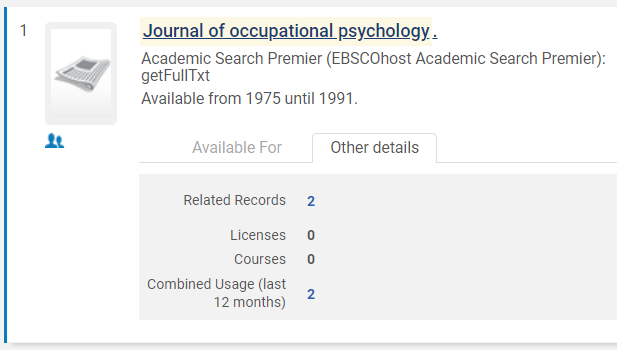 1
Journal of occupational psychology.
Academic Search Premier (EBSCOhost Academic Search Premier):
getFullTxt
Available from 1975 until 1991.
Available For
Other details
Related Records 2
Licenses 0
Courses 0
Combined Usage (last
12 months) 2